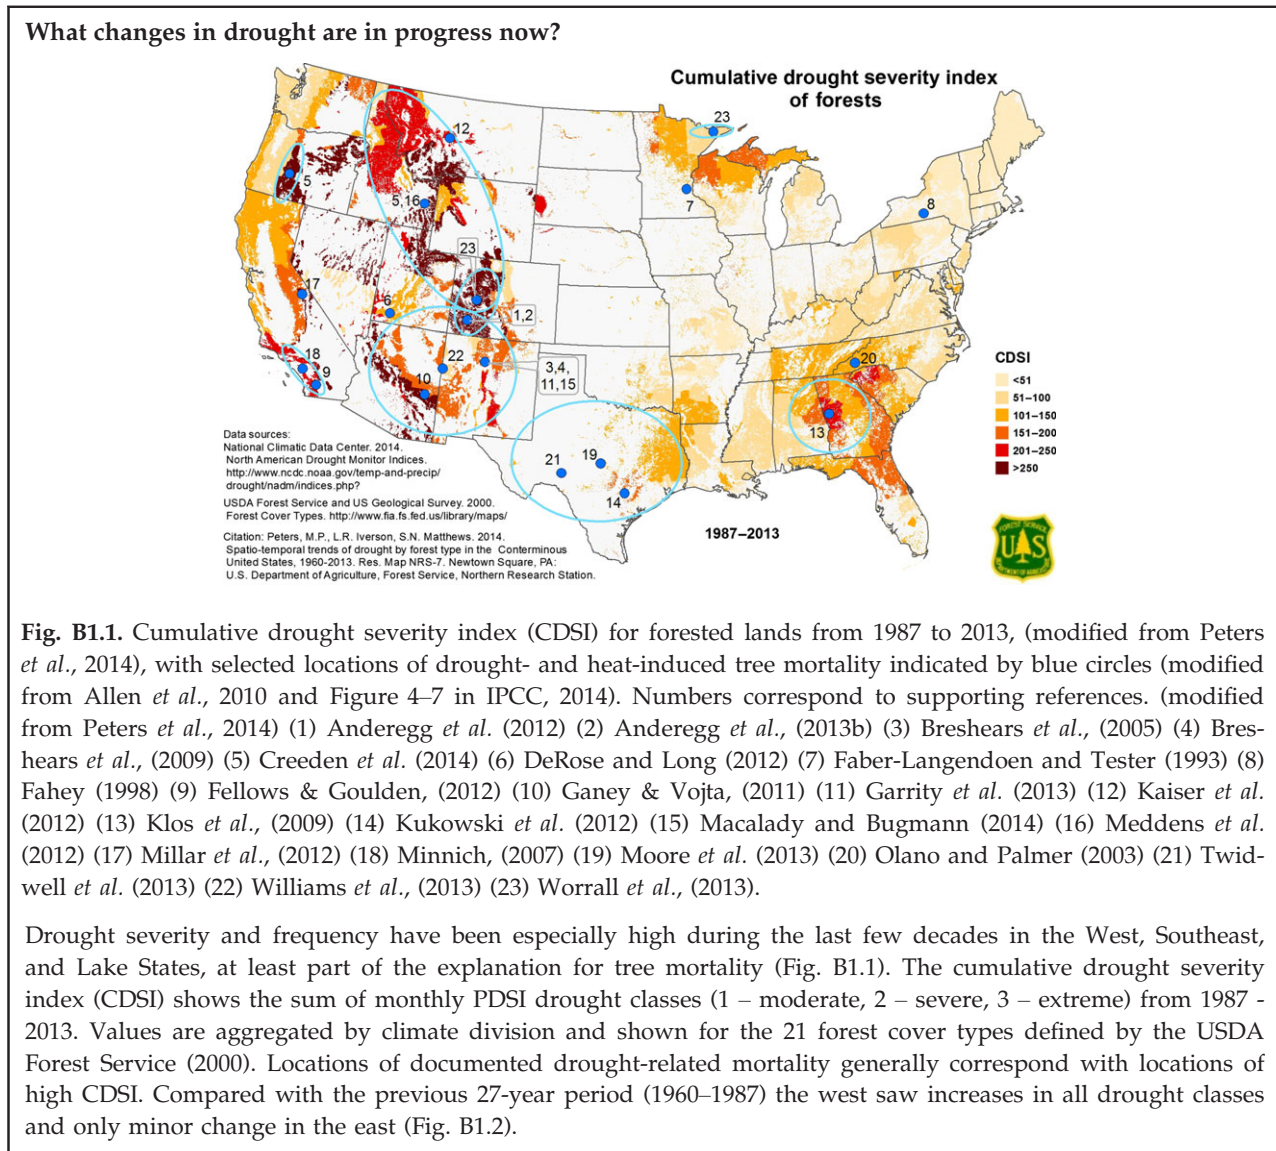 What changes in drought are in progress now?
Cumulative drought severity index
of forests
23
12
5
5,16
7
8
23
17
6
1,2
18
9
22
10
3,4,
11,15
20
13
21
19
14
CDSI
<51
51–100
101–150
151–200
201–250
>250
Data sources:
National Climatic Data Center. 2014.
North American Drought Monitor Indices.
http://www.ncdc.noaa.gov/temp-and-precip/
drought/nadm/indices.php?
USDA Forest Service and US Geological Survey. 2000.
Forest Cover Types. http://www.fia.fs.fed.us/library/maps/
Citation: Peters, M.P., L.R. Iverson, S.N. Matthews. 2014.
Spatio-temporal trends of drought by forest type in the Conterminous
United States, 1960-2013. Res. Map NRS-7. Newtown Square, PA:
U.S. Department of Agriculture, Forest Service, Northern Research Station.
1987–2013
FOREST SERVICE
U S
DEPARTMENT OF AGRICULTURE
Fig. B1.1. Cumulative drought severity index (CDSI) for forested lands from 1987 to 2013, (modified from Peters
et al., 2014), with selected locations of drought- and heat-induced tree mortality indicated by blue circles (modified
from Allen et al., 2010 and Figure 4–7 in IPCC, 2014). Numbers correspond to supporting references. (modified
from Peters et al., 2014) (1) Anderegg et al. (2012) (2) Anderegg et al., (2013b) (3) Breshears et al., (2005) (4) Bres-
hears et al., (2009) (5) Creeden et al. (2014) (6) DeRose and Long (2012) (7) Faber-Langendoen and Tester (1993) (8)
Fahey (1998) (9) Fellows & Goulden, (2012) (10) Ganey & Vojta, (2011) (11) Garrity et al. (2013) (12) Kaiser et al.
(2012) (13) Klos et al., (2009) (14) Kukowski et al. (2012) (15) Macalady and Bugmann (2014) (16) Meddens et al.
(2012) (17) Millar et al., (2012) (18) Minnich, (2007) (19) Moore et al. (2013) (20) Olano and Palmer (2003) (21) Twid-
well et al. (2013) (22) Williams et al., (2013) (23) Worrall et al., (2013).
Drought severity and frequency have been especially high during the last few decades in the West, Southeast,
and Lake States, at least part of the explanation for tree mortality (Fig. B1.1). The cumulative drought severity
index (CDSI) shows the sum of monthly PDSI drought classes (1 – moderate, 2 – severe, 3 – extreme) from 1987 -
2013. Values are aggregated by climate division and shown for the 21 forest cover types defined by the USDA
Forest Service (2000). Locations of documented drought-related mortality generally correspond with locations of
high CDSI. Compared with the previous 27-year period (1960–1987) the west saw increases in all drought classes
and only minor change in the east (Fig. B1.2).